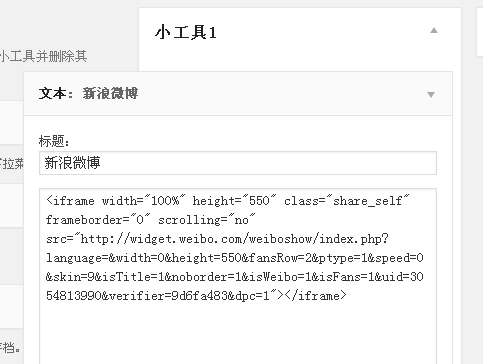 小工具1
小工具并删除其
文本: 新浪微博
标题:
新浪微博
<iframe width="100%" height="550" class="share_self"
frameborder="0" scrolling="no"
src="http://widget.weibo.com/weiboshow/index.php?
language=&width=0&height=550&fansRow=2&ptype=1&speed=0
&skin=9&isTitle=1&noborder=1&isWeibo=1&isFans=1&uid=30
54813990&verifier=9d6fa483&dpc=1"></iframe>
拉菜
档。